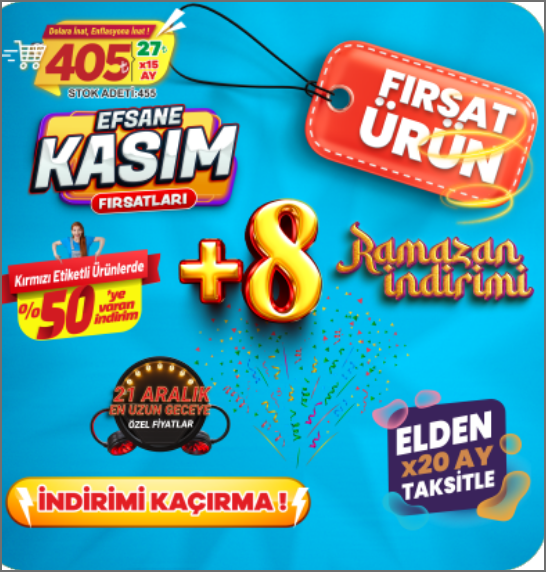 Dolara İnat, Enflasyona İnat !
405₺
27₺
x15
AY
STOK ADETİ:455
FIRSAT
ÜRÜN
EFSANE
KASIM
FIRSATLARI
Kırmızı Etiketli Ürünlerde
%50 'ye
varan
indirim
+8
Ramazan
indirimi
21 ARALIK
EN UZUN GECEYE
ÖZEL FİYATLAR
ELDEN
x20 AY
TAKSİTLE
İNDİRİMİ KAÇIRMA !